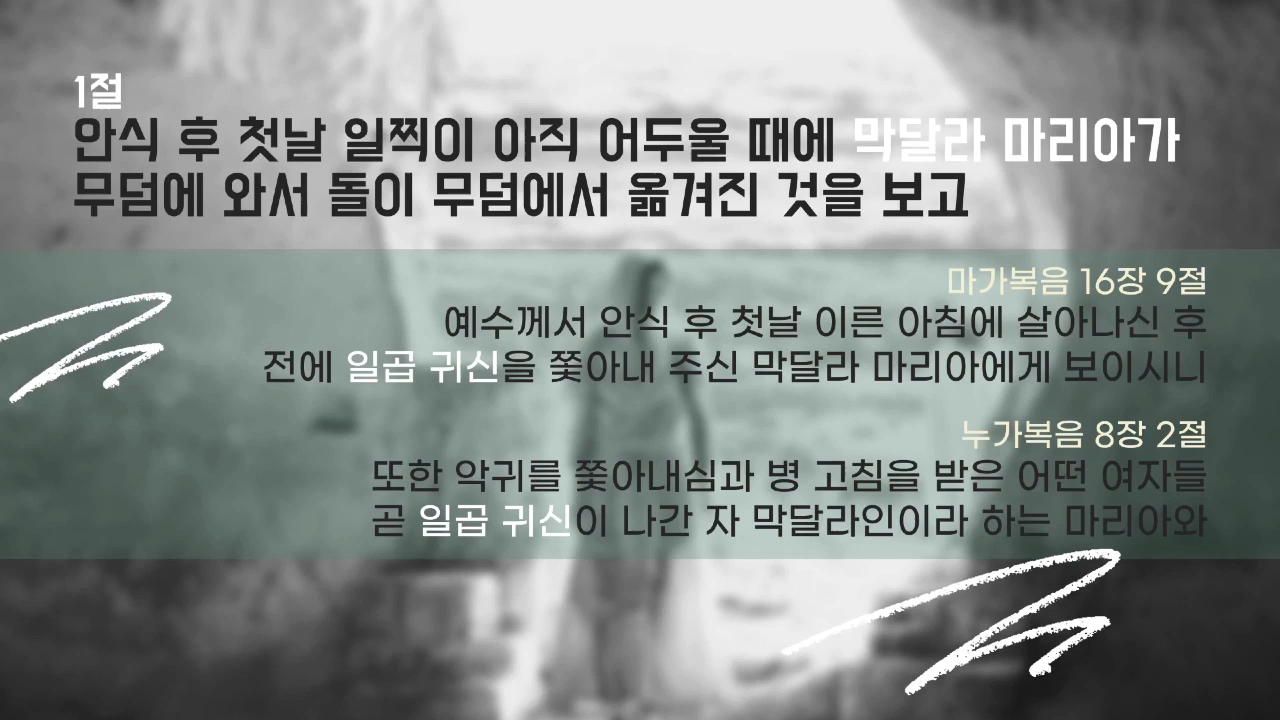 1절
안식 후 첫날 일찍이 아직 어두울 때에 막달라 마리아가
무덤에 와서 돌이 무덤에서 옮겨진 것을 보고
마가복음 16장 9절
예수께서 안식 후 첫날 이른 아침에 살아나신 후
전에 일곱 귀신을 쫓아내 주신 막달라 마리아에게 보이시니
누가복음 8장 2절
또한 악귀를 쫓아내심과 병 고침을 받은 어떤 여자들
곧 일곱 귀신이 나간 자 막달라인이라 하는 마리아와